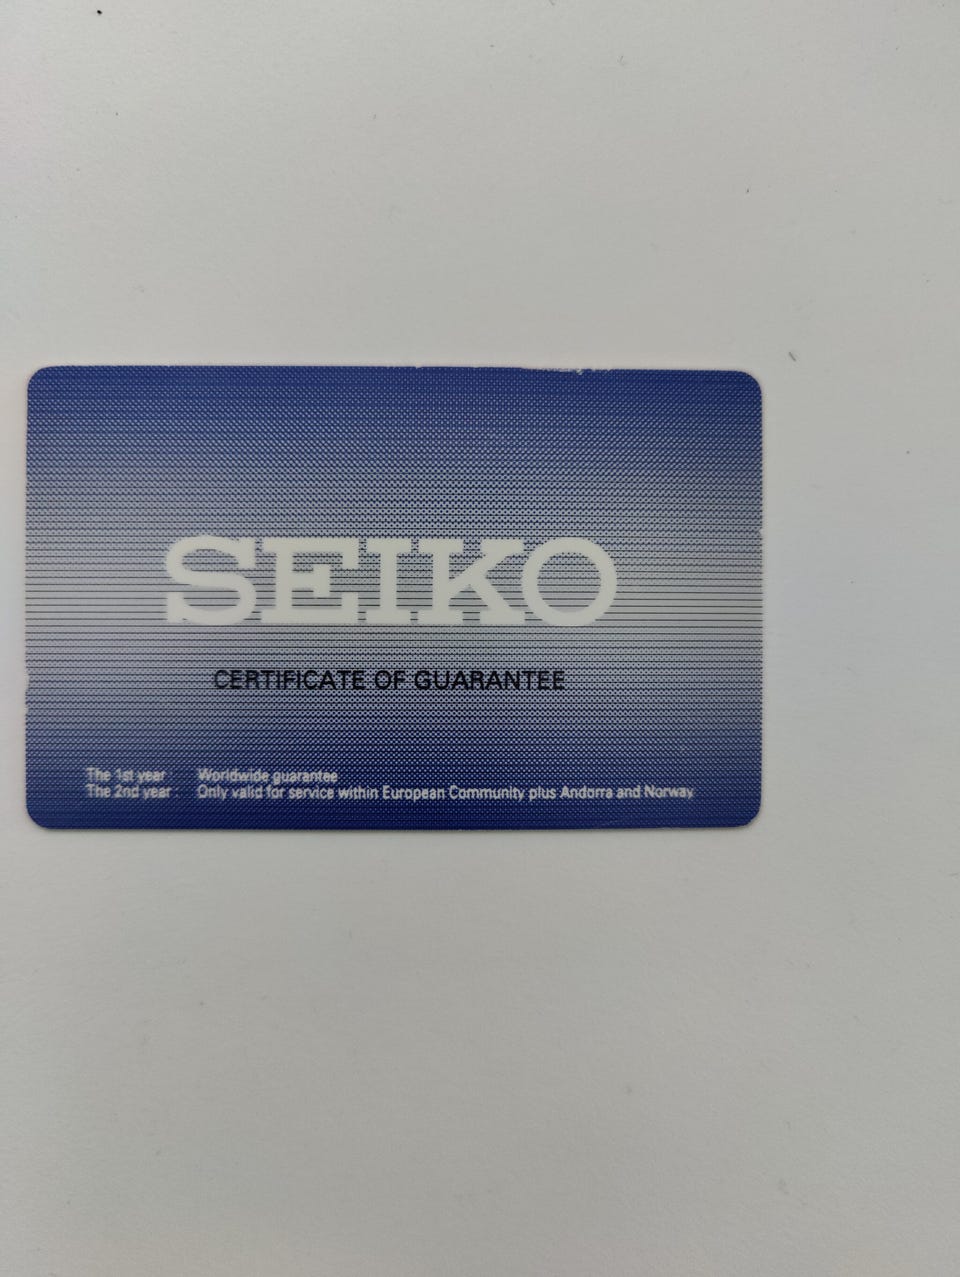 SEIKO
CERTIFICATE OF GUARANTEE
The 1st year : Worldwide guarantee
The 2nd year : Only valid for service within European Community plus Andorra and Norway